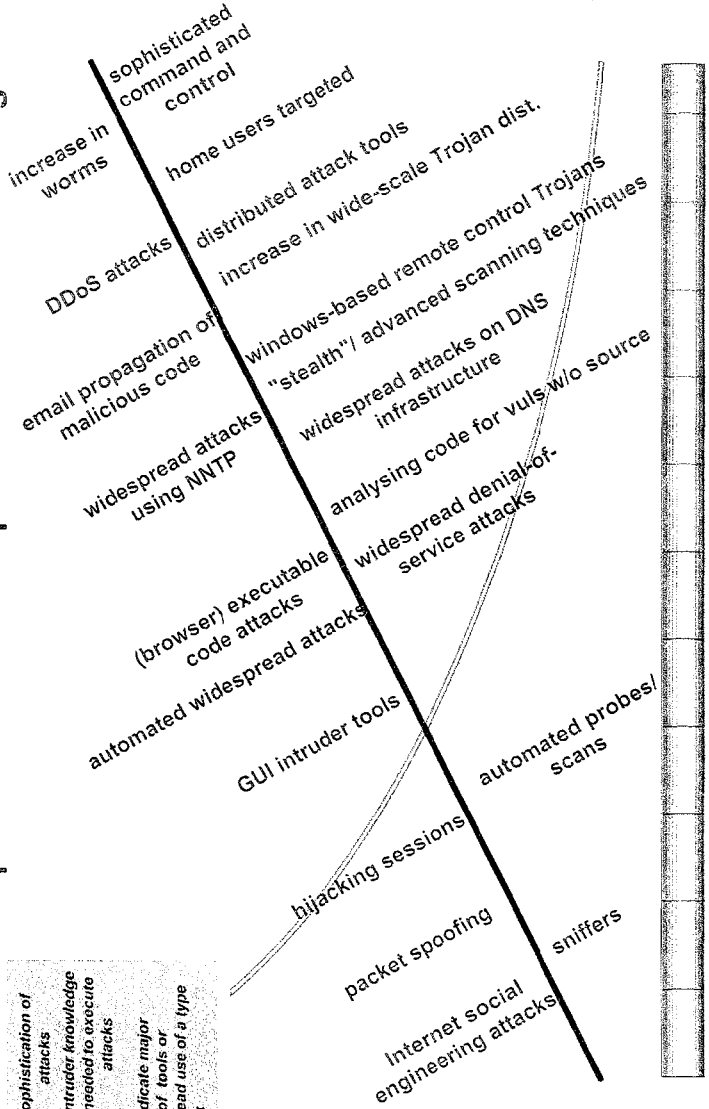 sophisticated
command and
control
increase in
worms
home users targeted
distributed attack tools
DDoS attacks
increase in wide-scale Trojan dist.
windows-based remote control Trojans
email propagation of
malicious code
"stealth"/ advanced scanning techniques
widespread attacks on DNS
infrastructure
widespread attacks
using NNTP
analysing code for vuls w/o source
widespread denial-of-
service attacks
(browser) executable
code attacks
automated widespread attacks
GUI intruder tools
automated probes/
scans
hijacking sessions
packet spoofing
sniffers
Internet social
engineering attacks
of
attacks
knowledge
needed to execute
attacks
major
of tools or
use of a type